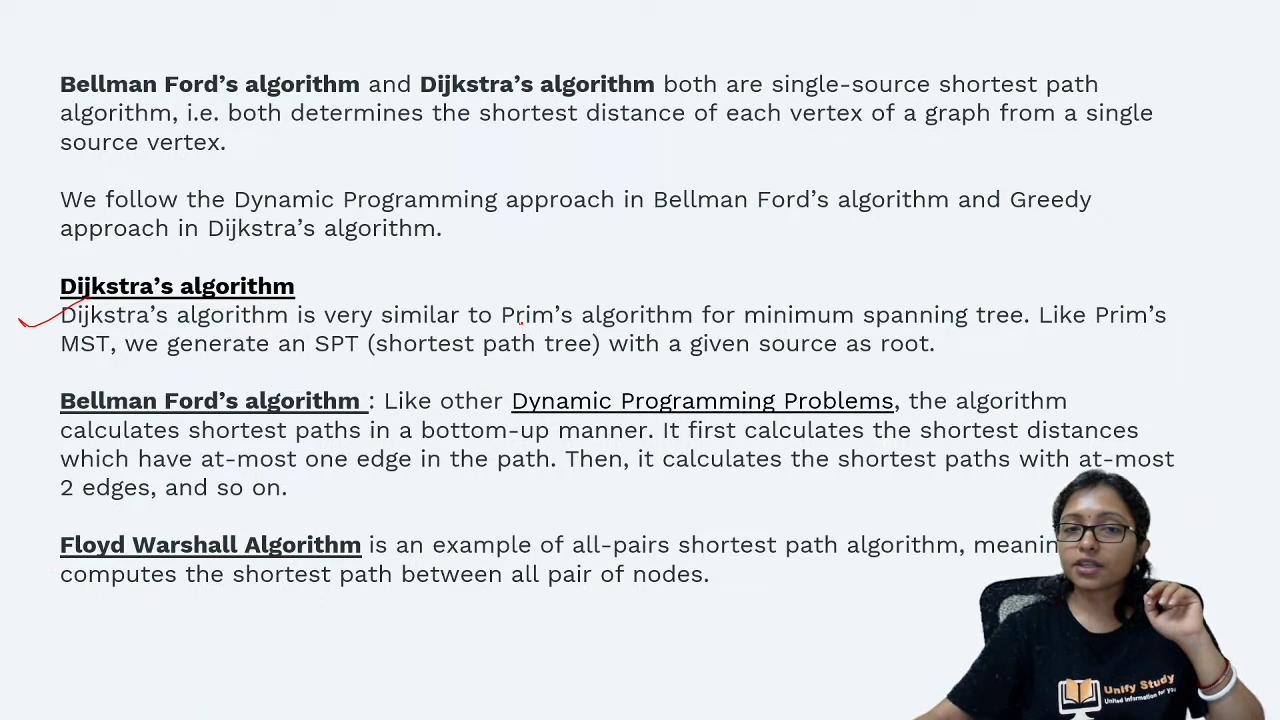 Bellman Ford’s algorithm and Dijkstra’s algorithm both are single-source shortest path
algorithm, i.e. both determines the shortest distance of each vertex of a graph from a single
source vertex.
We follow the Dynamic Programming approach in Bellman Ford’s algorithm and Greedy
approach in Dijkstra’s algorithm.
Dijkstra’s algorithm
Dijkstra’s algorithm is very similar to Prim’s algorithm for minimum spanning tree. Like Prim’s
MST, we generate an SPT (shortest path tree) with a given source as root.
Bellman Ford’s algorithm : Like other Dynamic Programming Problems, the algorithm
calculates shortest paths in a bottom-up manner. It first calculates the shortest distances
which have at-most one edge in the path. Then, it calculates the shortest paths with at-most
2 edges, and so on.
Floyd Warshall Algorithm is an example of all-pairs shortest path algorithm, meanin
computes the shortest path between all pair of nodes.
Unify Study
United Information for you